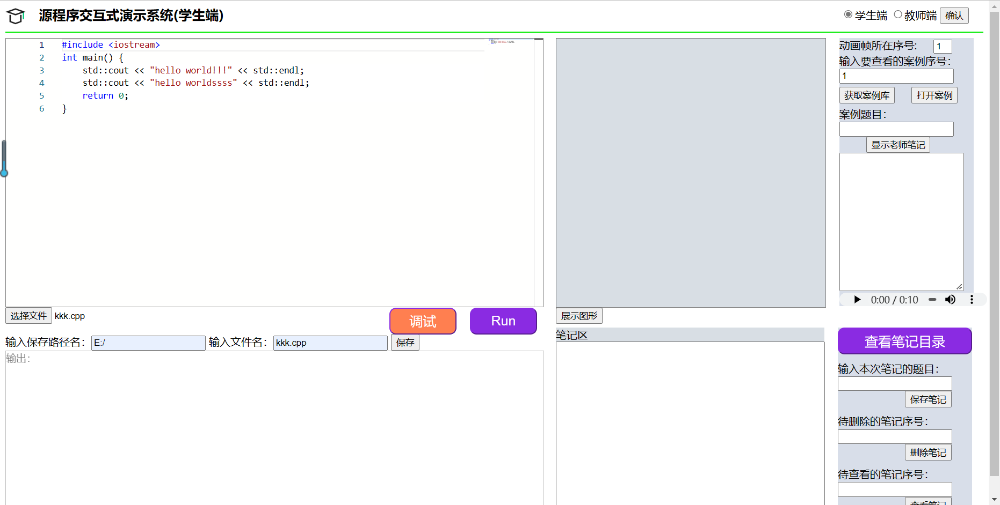 源程序交互式演示系统(学生端)
学生端 教师端 确认
1 #include <iostream>
2 int main() {
3 std::cout << "hello world!!!" << std::endl;
4 std::cout << "hello worldssss" << std::endl;
5 return 0;
6 }
选择文件 kkk.cpp
调试 Run
输入保存路径名： E:/ 输入文件名： kkk.cpp 保存
输出：
展示图形
笔记区
动画帧所在序号： 1
输入要查看的案例序号：
1
获取案例库 打开案例
案例题目：
显示老师笔记
0:00 / 0:10
查看笔记目录
输入本次笔记的题目：
保存笔记
待删除的笔记序号：
删除笔记
待查看的笔记序号：
查看笔记